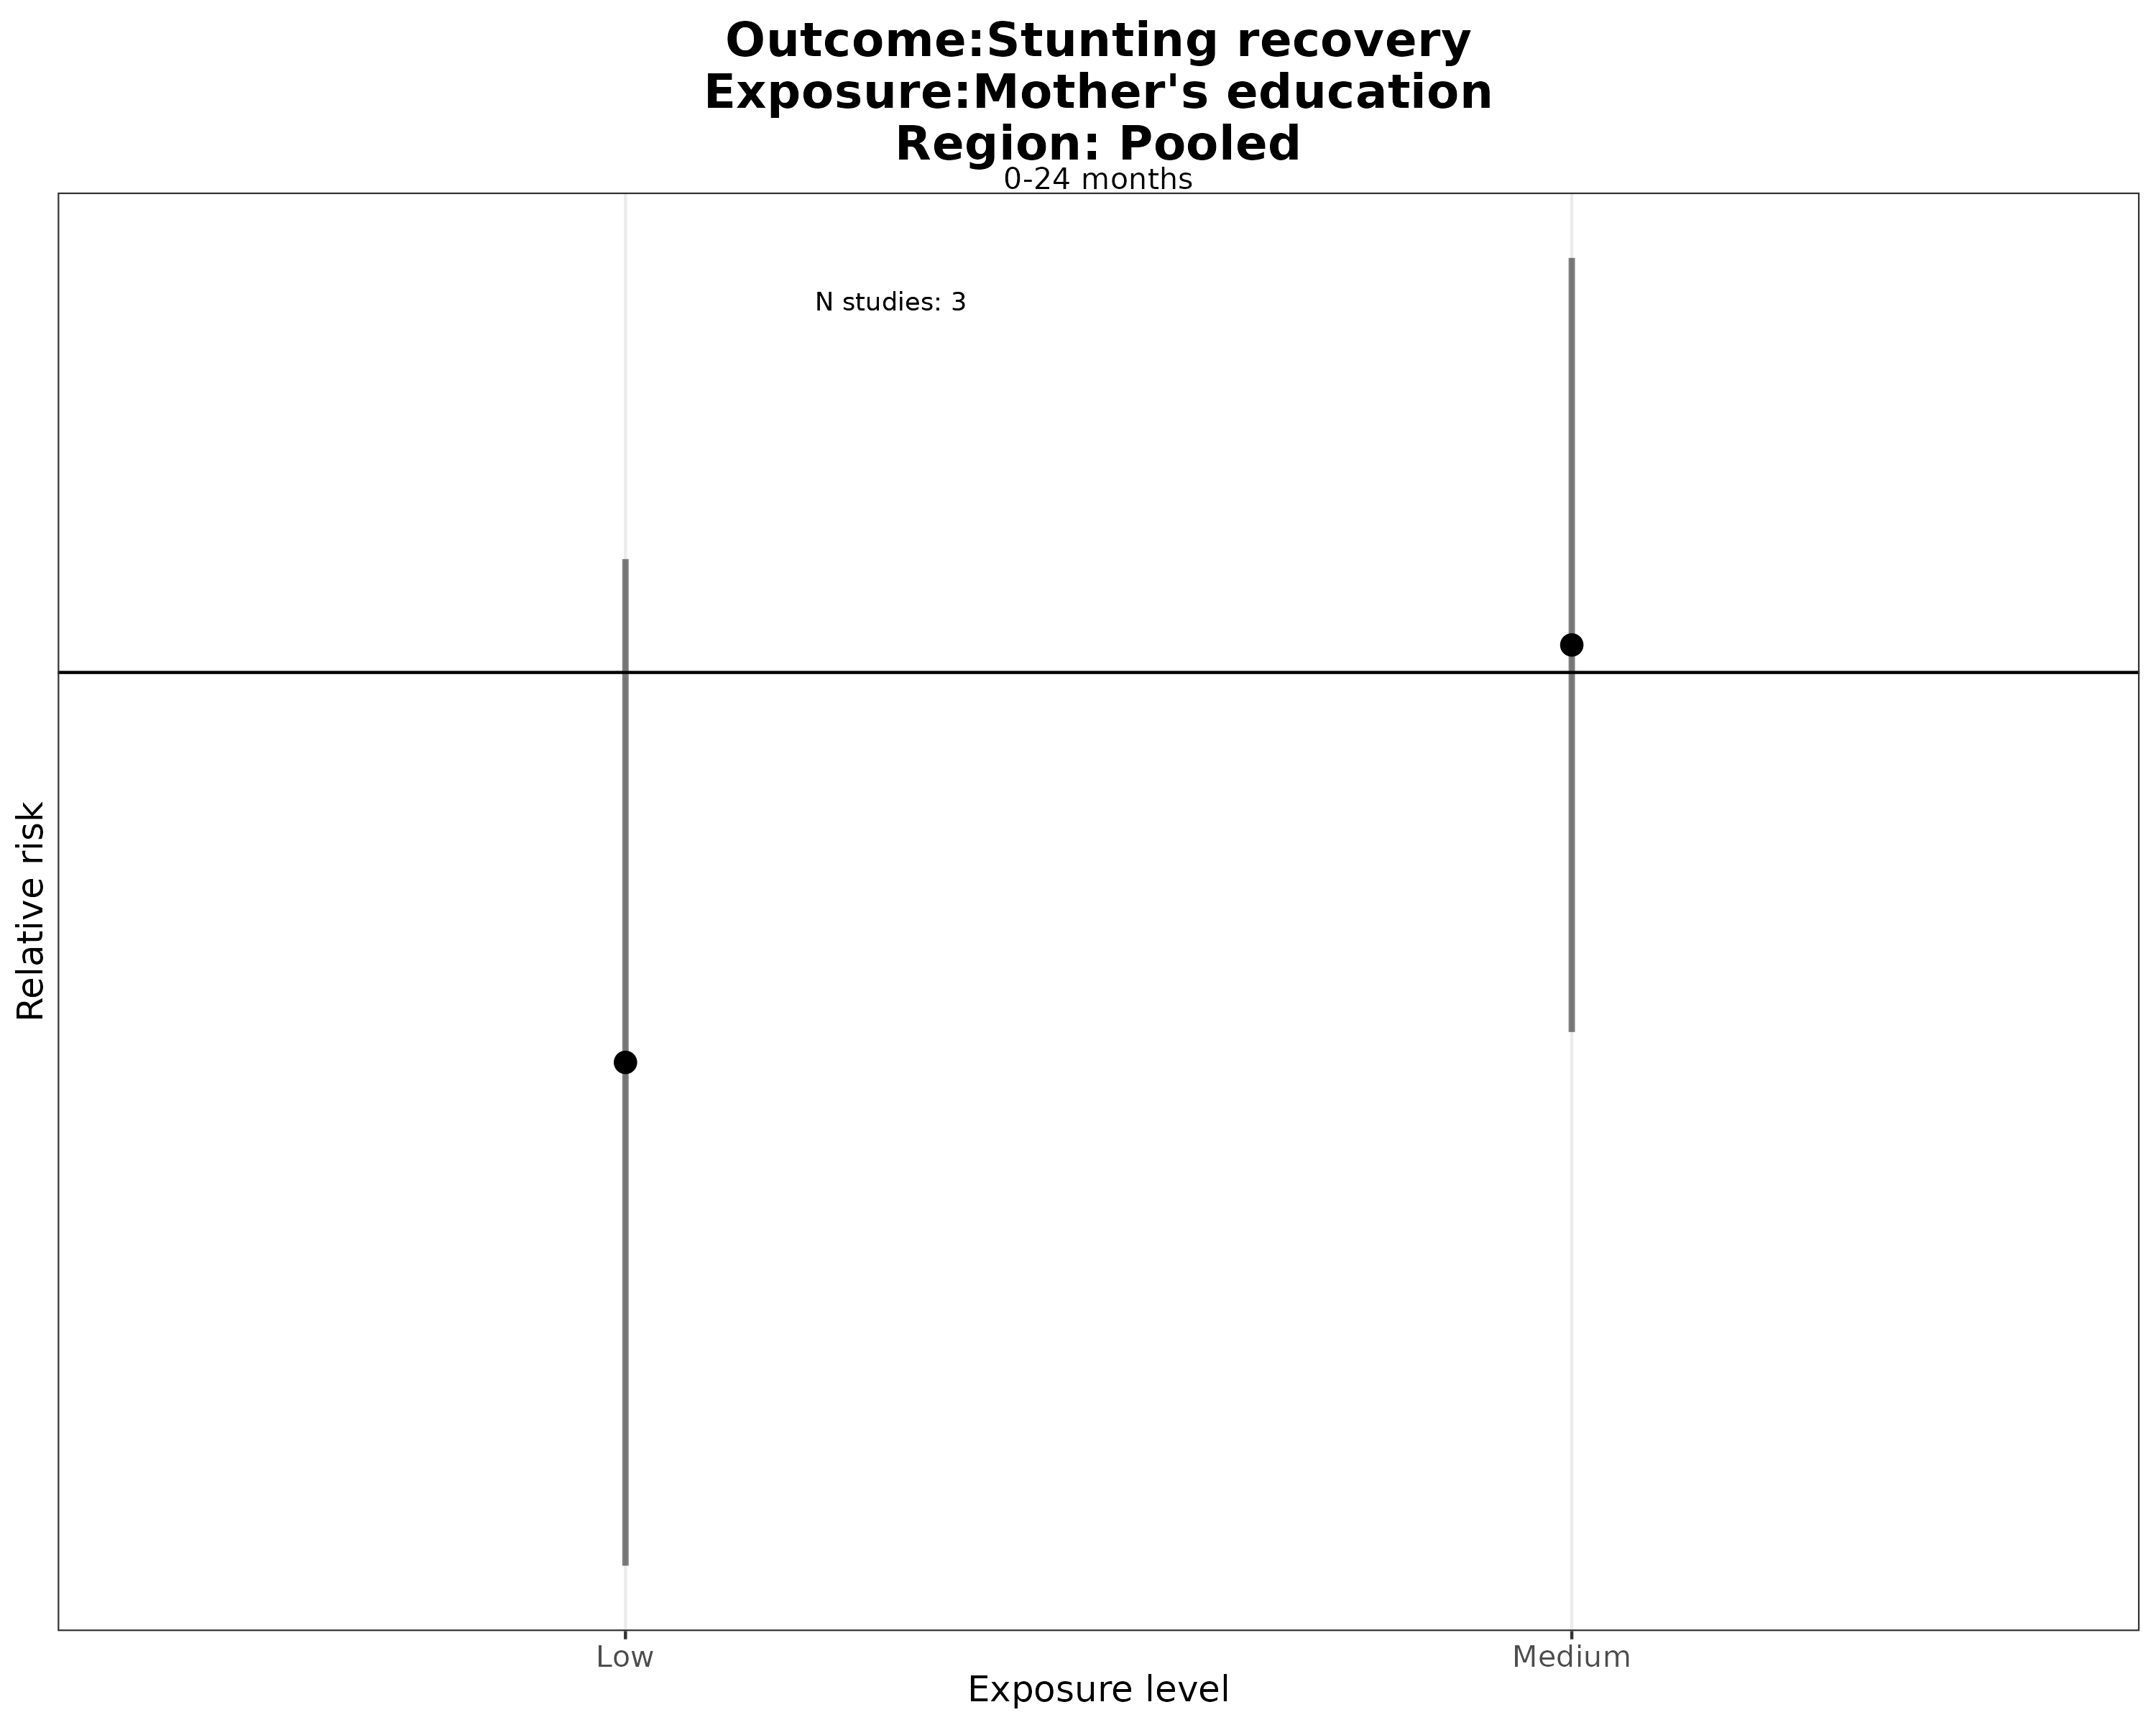 Outcome:Stunting recovery
Exposure:Mother's education
Region: Pooled
0-24 months
N studies: 3
Relative risk
Low
Medium
Exposure level